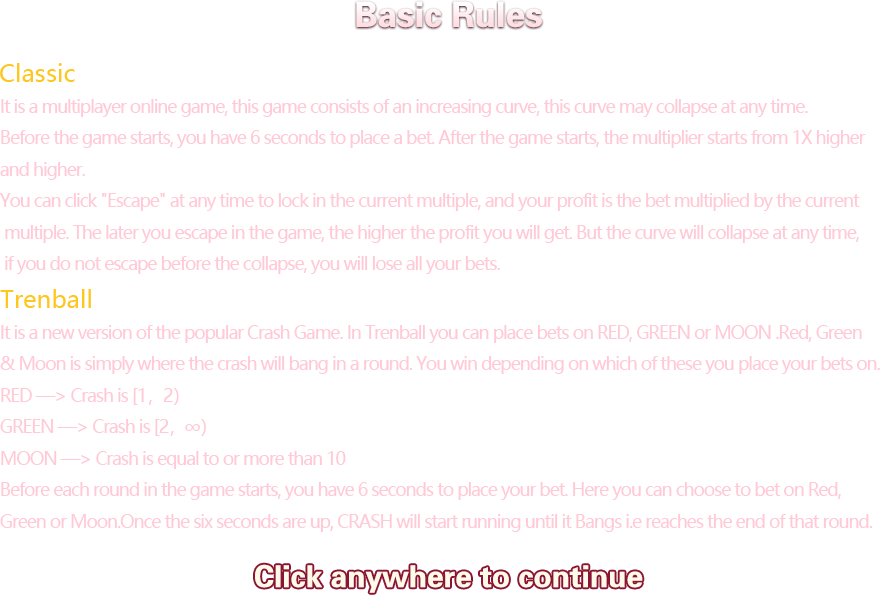 Basic Rules
Classic
It is a multiplayer online game, this game consists of an increasing curve, this curve may collapse at any time.
Before the game starts, you have 6 seconds to place a bet. After the game starts, the multiplier starts from 1X higher
and higher.
You can click "Escape" at any time to lock in the current multiple, and your profit is the bet multiplied by the current
multiple. The later you escape in the game, the higher the profit you will get. But the curve will collapse at any time,
if you do not escape before the collapse, you will lose all your bets.
Trenball
It is a new version of the popular Crash Game. In Trenball you can place bets on RED, GREEN or MOON .Red, Green
& Moon is simply where the crash will bang in a round. You win depending on which of these you place your bets on.
RED —> Crash is [1，2)
GREEN —> Crash is [2，∞)
MOON —> Crash is equal to or more than 10
Before each round in the game starts, you have 6 seconds to place your bet. Here you can choose to bet on Red,
Green or Moon.Once the six seconds are up, CRASH will start running until it Bangs i.e reaches the end of that round.
Click anywhere to continue